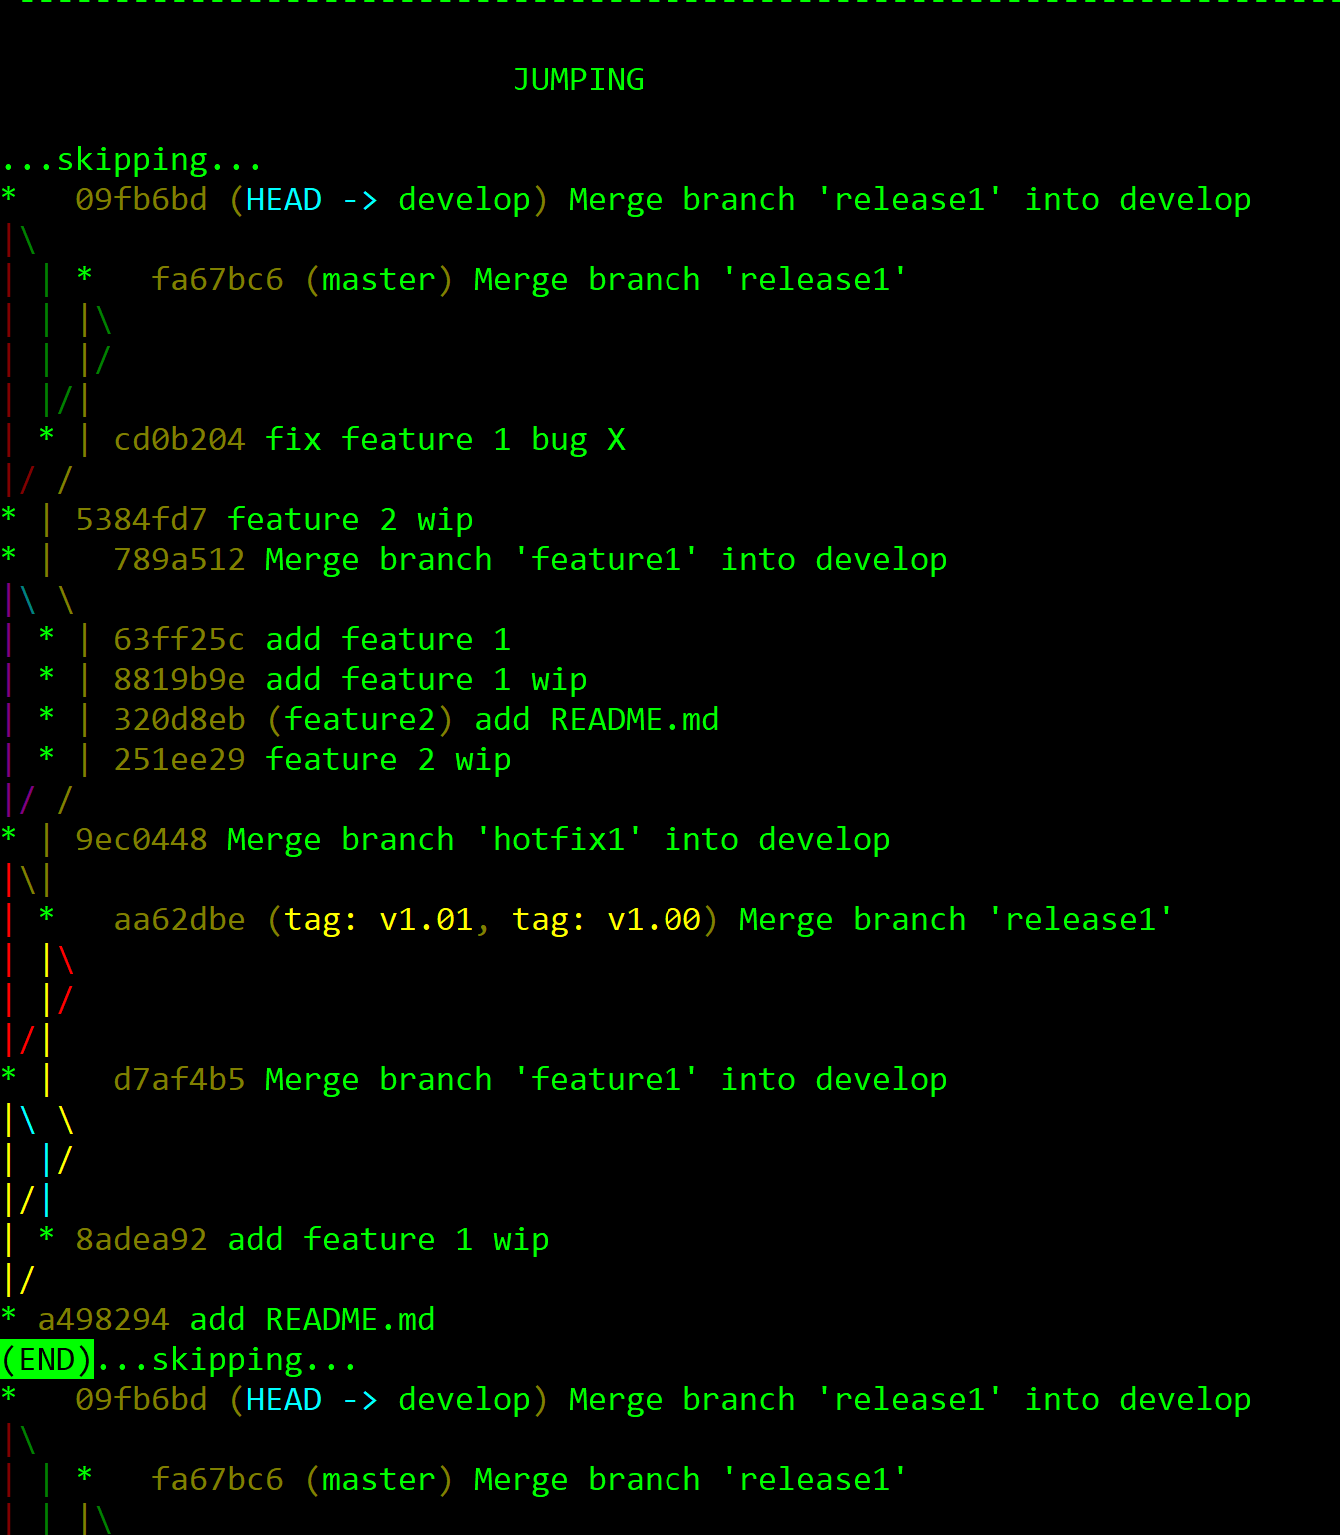 JUMPING
...skipping...
*   09fb6bd (HEAD -> develop) Merge branch 'release1' into develop
|\
| | *   fa67bc6 (master) Merge branch 'release1'
| | |\
| | |/
| |/|
| * | cd0b204 fix feature 1 bug X
|/ /
* | 5384fd7 feature 2 wip
* |   789a512 Merge branch 'feature1' into develop
|\ \
| * | 63ff25c add feature 1
| * | 8819b9e add feature 1 wip
| * | 320d8eb (feature2) add README.md
| * | 251ee29 feature 2 wip
|/ /
* | 9ec0448 Merge branch 'hotfix1' into develop
|\|
| *   aa62dbe (tag: v1.01, tag: v1.00) Merge branch 'release1'
| |\
| |/
|/|
* |   d7af4b5 Merge branch 'feature1' into develop
|\ \
| |/
|/|
| * 8adea92 add feature 1 wip
|/
* a498294 add README.md
(END)...skipping...
*   09fb6bd (HEAD -> develop) Merge branch 'release1' into develop
|\
| | *   fa67bc6 (master) Merge branch 'release1'
| | |\